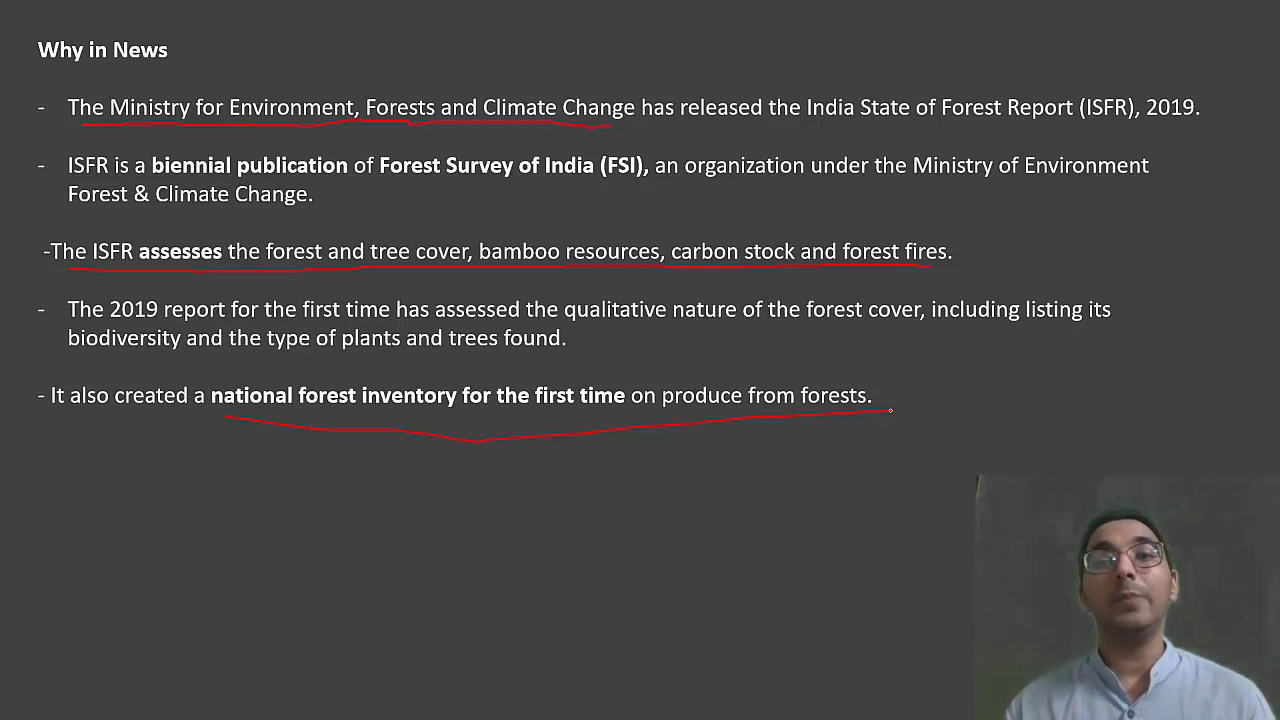 Why in News
- The Ministry for Environment, Forests and Climate Change has released the India State of Forest Report (ISFR), 2019.
- ISFR is a biennial publication of Forest Survey of India (FSI), an organization under the Ministry of Environment
Forest & Climate Change.
-The ISFR assesses the forest and tree cover, bamboo resources, carbon stock and forest fires.
- The 2019 report for the first time has assessed the qualitative nature of the forest cover, including listing its
biodiversity and the type of plants and trees found.
- It also created a national forest inventory for the first time on produce from forests.